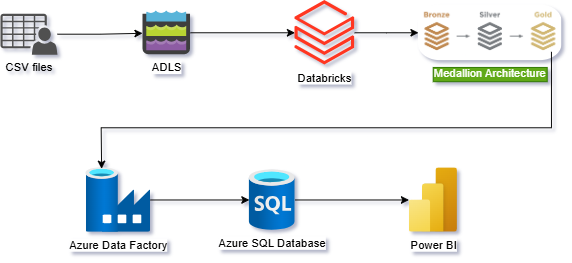 Bronze
Silver
Gold
CSV files
ADLS
Databricks
Medallion Architecture
SQL
Azure Data Factory
Azure SQL Database
Power BI